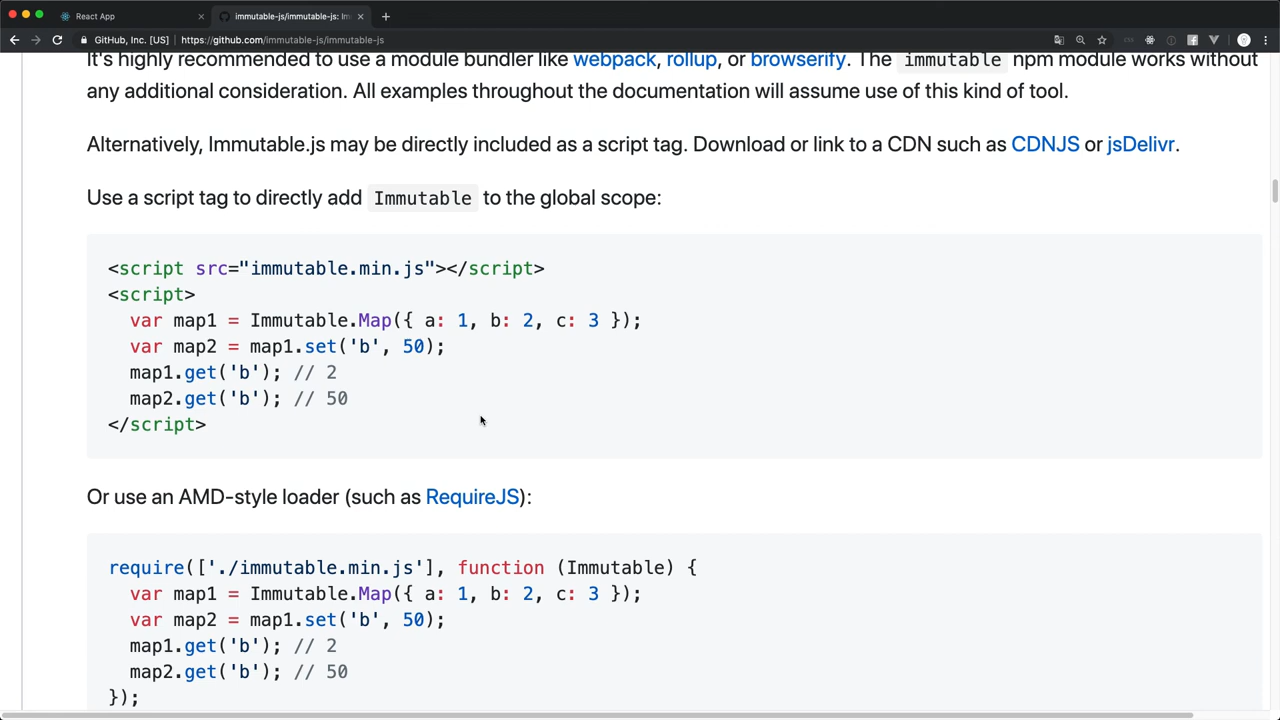 React App
immutable-js/immutable-js: Im
GitHub, Inc. [US] | https://github.com/immutable-js/immutable-js
It's highly recommended to use a module bundler like webpack, rollup, or browserify. The immutable npm module works without
any additional consideration. All examples throughout the documentation will assume use of this kind of tool.
Alternatively, Immutable.js may be directly included as a script tag. Download or link to a CDN such as CDNJS or jsDelivr.
Use a script tag to directly add Immutable to the global scope:
<script src="immutable.min.js"></script>
<script>
  var map1 = Immutable.Map({ a: 1, b: 2, c: 3 });
  var map2 = map1.set('b', 50);
  map1.get('b'); // 2
  map2.get('b'); // 50
</script>
Or use an AMD-style loader (such as RequireJS):
require(['./immutable.min.js'], function (Immutable) {
  var map1 = Immutable.Map({ a: 1, b: 2, c: 3 });
  var map2 = map1.set('b', 50);
  map1.get('b'); // 2
  map2.get('b'); // 50
});